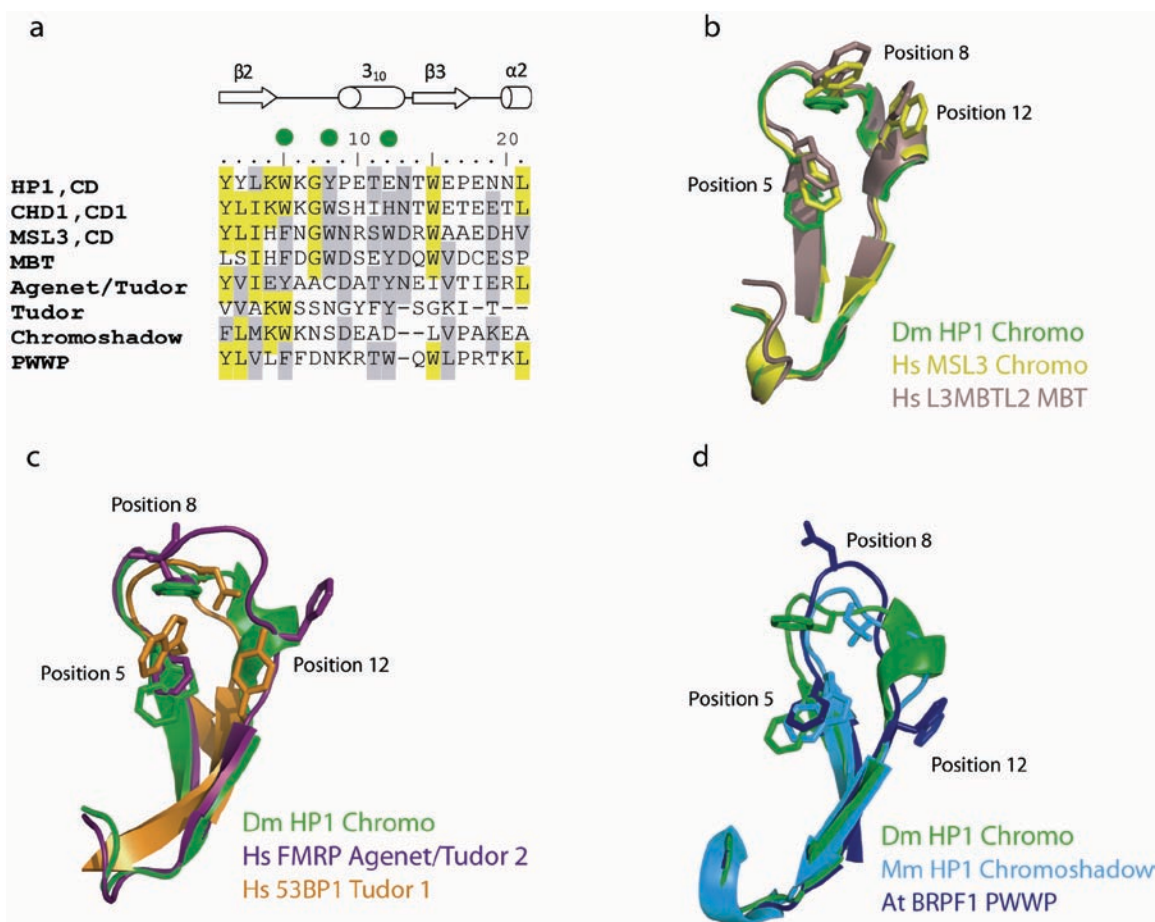 a
β2 3₁₀ β3 α2
10 20
HP1,CD YYLKWKGYPETENTWEPENNL
CHD1,CD1 YLIKWKGWSHIHNTWETEETL
MSL3,CD YLIHFNGWNRSWDRWAAEDHV
MBT LSIHFDGWDSEYDQWVDCESP
Agenet/Tudor YVIEYAACDATYNEIVTIERL
Tudor VVAKWSSNGYFY-SGKI-T--
Chromoshadow FLMKWKNSDEAD--LVPAKEA
PWWP YLVLFFDNKRTW-QWLPRTKL
b
Position 8
Position 12
Position 5
Dm HP1 Chromo
Hs MSL3 Chromo
Hs L3MBTL2 MBT
c
Position 8
Position 5
Position 12
Dm HP1 Chromo
Hs FMRP Agenet/Tudor 2
Hs 53BP1 Tudor 1
d
Position 8
Position 5
Position 12
Dm HP1 Chromo
Mm HP1 Chromoshadow
At BRPF1 PWWP